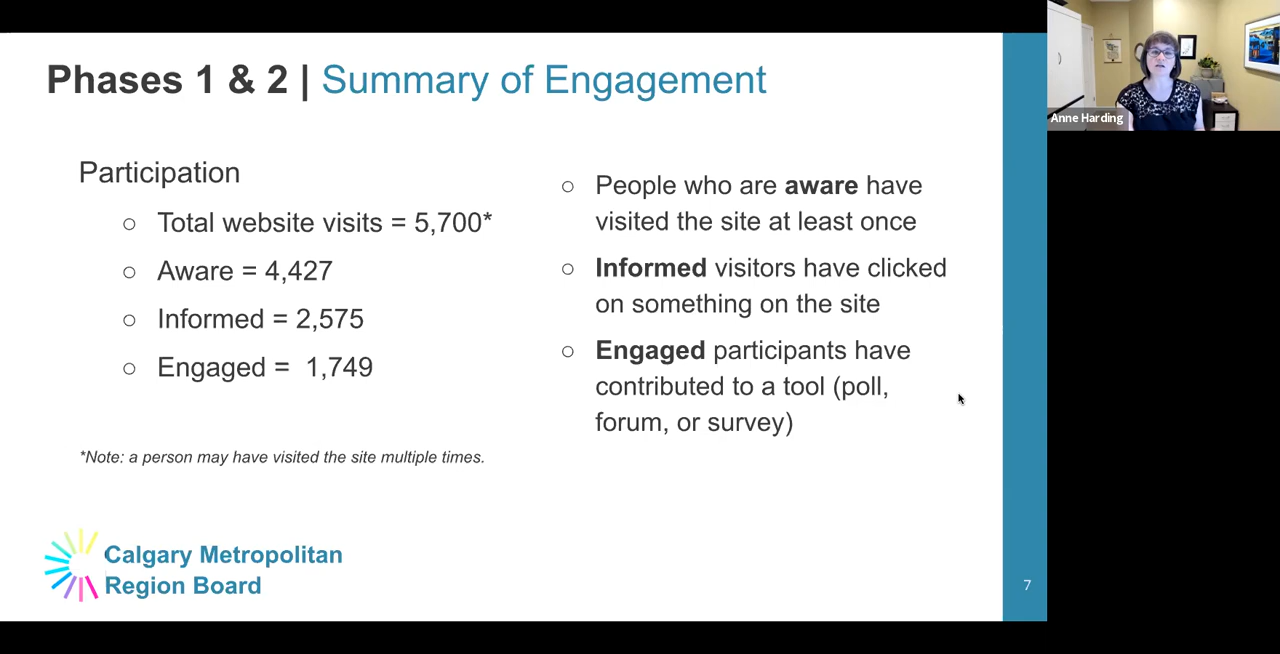 Phases 1 & 2 | Summary of Engagement
Anne Harding
Participation
○ Total website visits = 5,700*
○ Aware = 4,427
○ Informed = 2,575
○ Engaged = 1,749
*Note: a person may have visited the site multiple times.
○ People who are aware have
visited the site at least once
○ Informed visitors have clicked
on something on the site
○ Engaged participants have
contributed to a tool (poll,
forum, or survey)
Calgary Metropolitan
Region Board
7